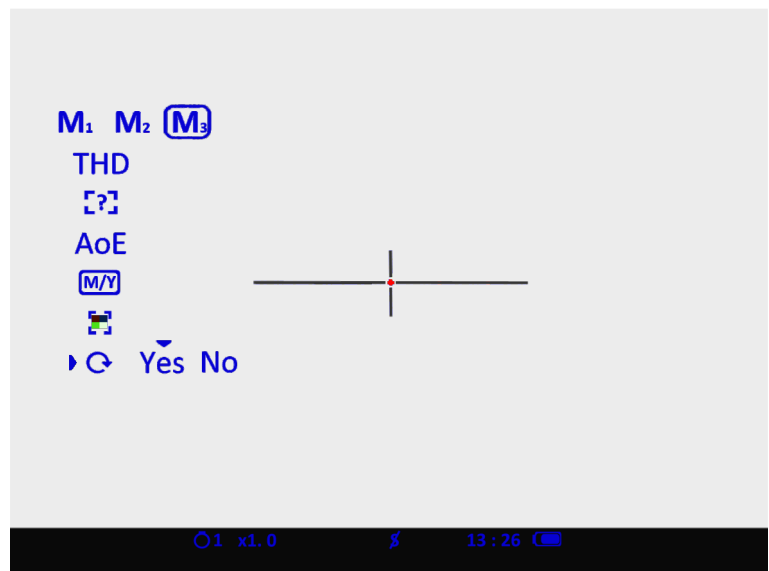 M₁ M₂ M₃
THD
[?]
AoE
M/Y
Yes No
1 x1.0 $ 13:26